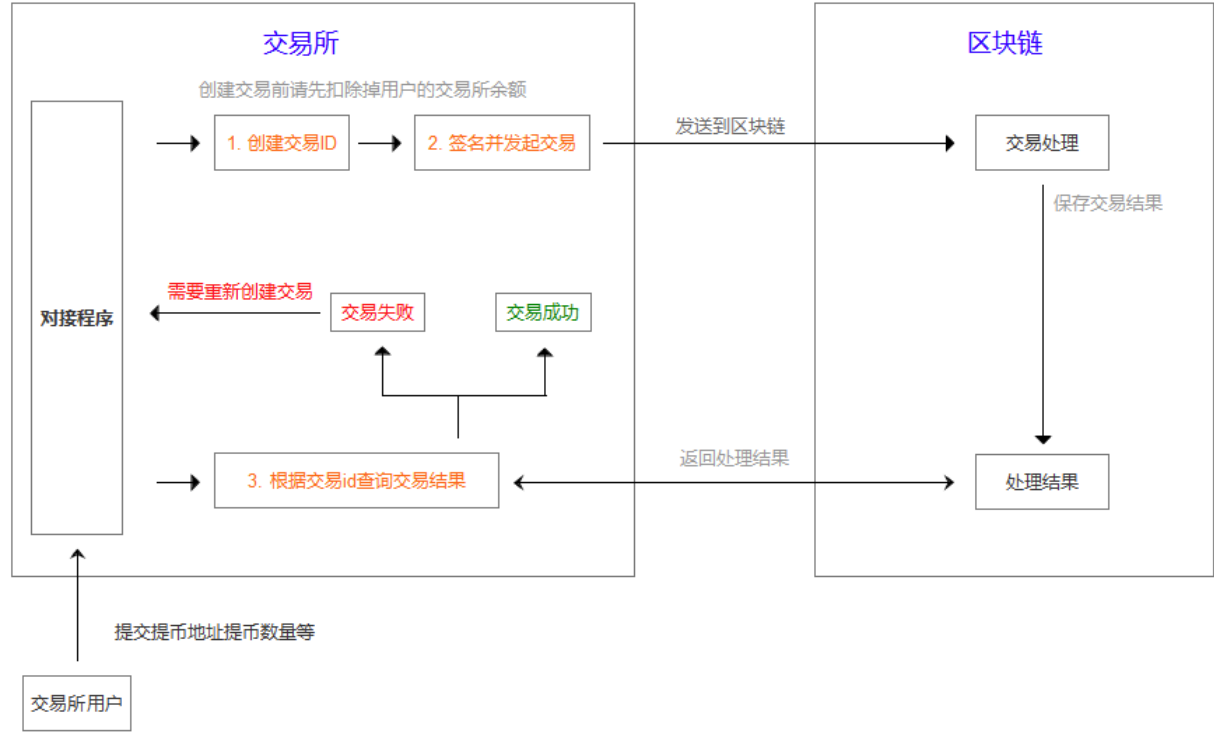 交易所
区块链
创建交易前请先扣除掉用户的交易所余额
1. 创建交易ID
2. 签名并发起交易
发送到区块链
交易处理
保存交易结果
需要重新创建交易
交易失败
交易成功
对接程序
返回处理结果
3. 根据交易id查询交易结果
处理结果
提交提币地址提币数量等
交易所用户